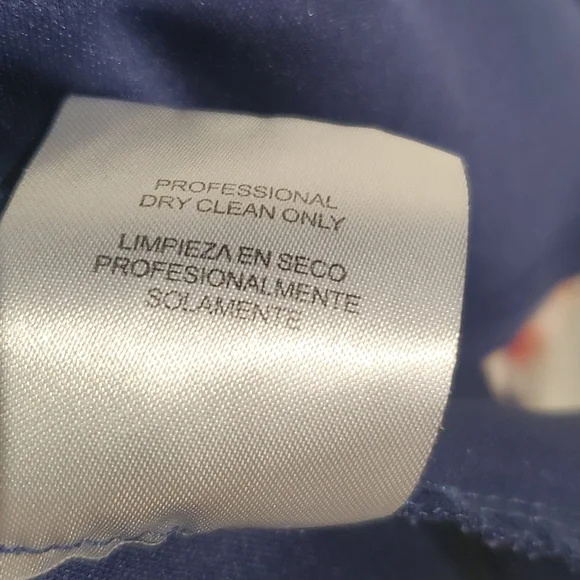 PROFESSIONAL
DRY CLEAN ONLY
LIMPIEZA EN SECO
PROFESIONALMENTE
SOLAMENTE